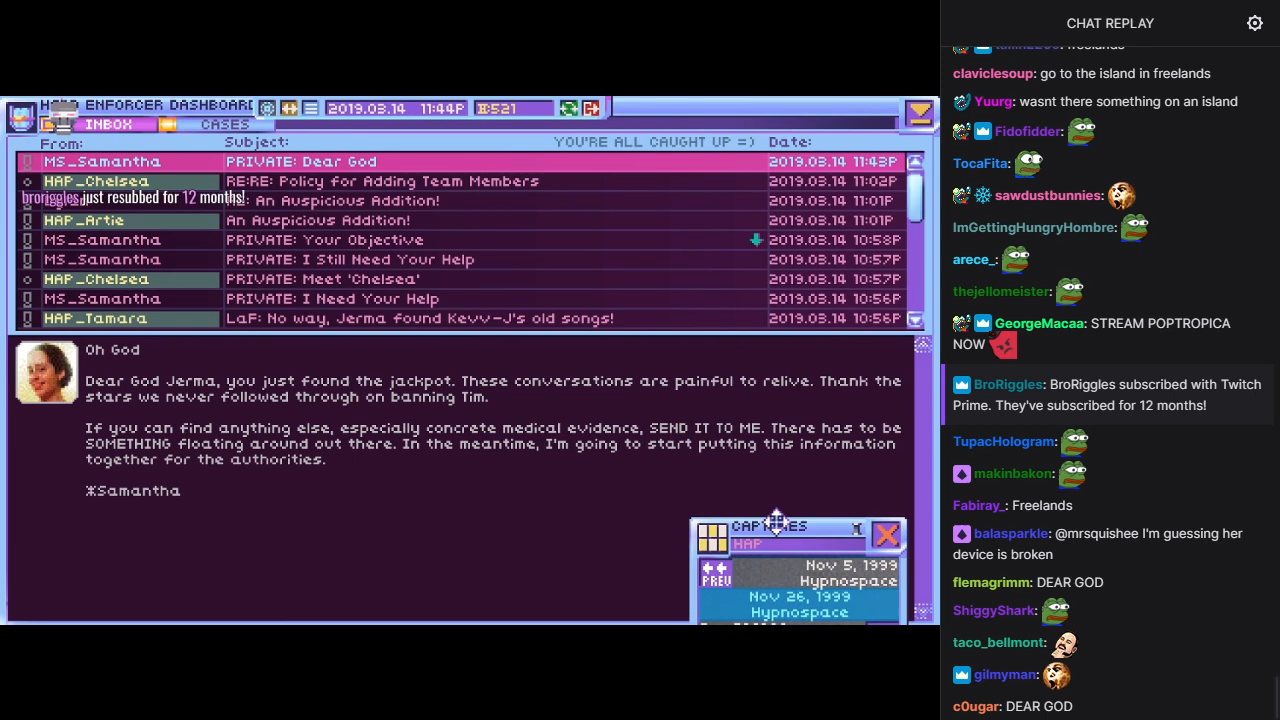 CHAT REPLAY
ENFORCER DASHBOARD
2019.03.14 11:44P
521
INBOX
CASES
From:
Subject:
YOU'RE ALL CAUGHT UP =)
Date:
MS_Samantha PRIVATE: Dear God 2019.03.14 11:43P
HAP_Chelsea RE:RE: Policy for Adding Team Members 2019.03.14 11:02P
broriggles just resubbed for 12 months!
An Auspicious Addition! 2019.03.14 11:01P
HAP_Artie An Auspicious Addition! 2019.03.14 11:01P
MS_Samantha PRIVATE: Your Objective 2019.03.14 10:58P
MS_Samantha PRIVATE: I Still Need Your Help 2019.03.14 10:57P
HAP_Chelsea PRIVATE: Meet 'Chelsea' 2019.03.14 10:57P
MS_Samantha PRIVATE: I Need Your Help 2019.03.14 10:56P
HAP_Tamara LaF: No way, Jerma found Kevv-J's old songs! 2019.03.14 10:56P
Oh God
Dear God Jerma, you just found the jackpot. These conversations are painful to relive. Thank the
stars we never followed through on banning Tim.
If you can find anything else, especially concrete medical evidence, SEND IT TO ME. There has to be
SOMETHING floating around out there. In the meantime, I'm going to start putting this information
together for the authorities.
*Samantha
HAP
PREV
Nov 5, 1999
Hypnospace
Nov 26, 1999
Hypnospace
claviclesoup: go to the island in freelands
Yuurg: wasnt there something on an island
Fidofidder:
TocaFita:
sawdustbunnies:
ImGettingHungryHombre:
arece_:
thejellomeister:
GeorgeMacaa: STREAM POPTROPICA
NOW
BroRiggles: BroRiggles subscribed with Twitch
Prime. They've subscribed for 12 months!
TupacHologram:
makinbakon:
Fabiray_: Freelands
balasparkle: @mrsquishee I'm guessing her
device is broken
flemagrimm: DEAR GOD
ShiggyShark:
taco_bellmont:
gilmyman:
c0ugar: DEAR GOD